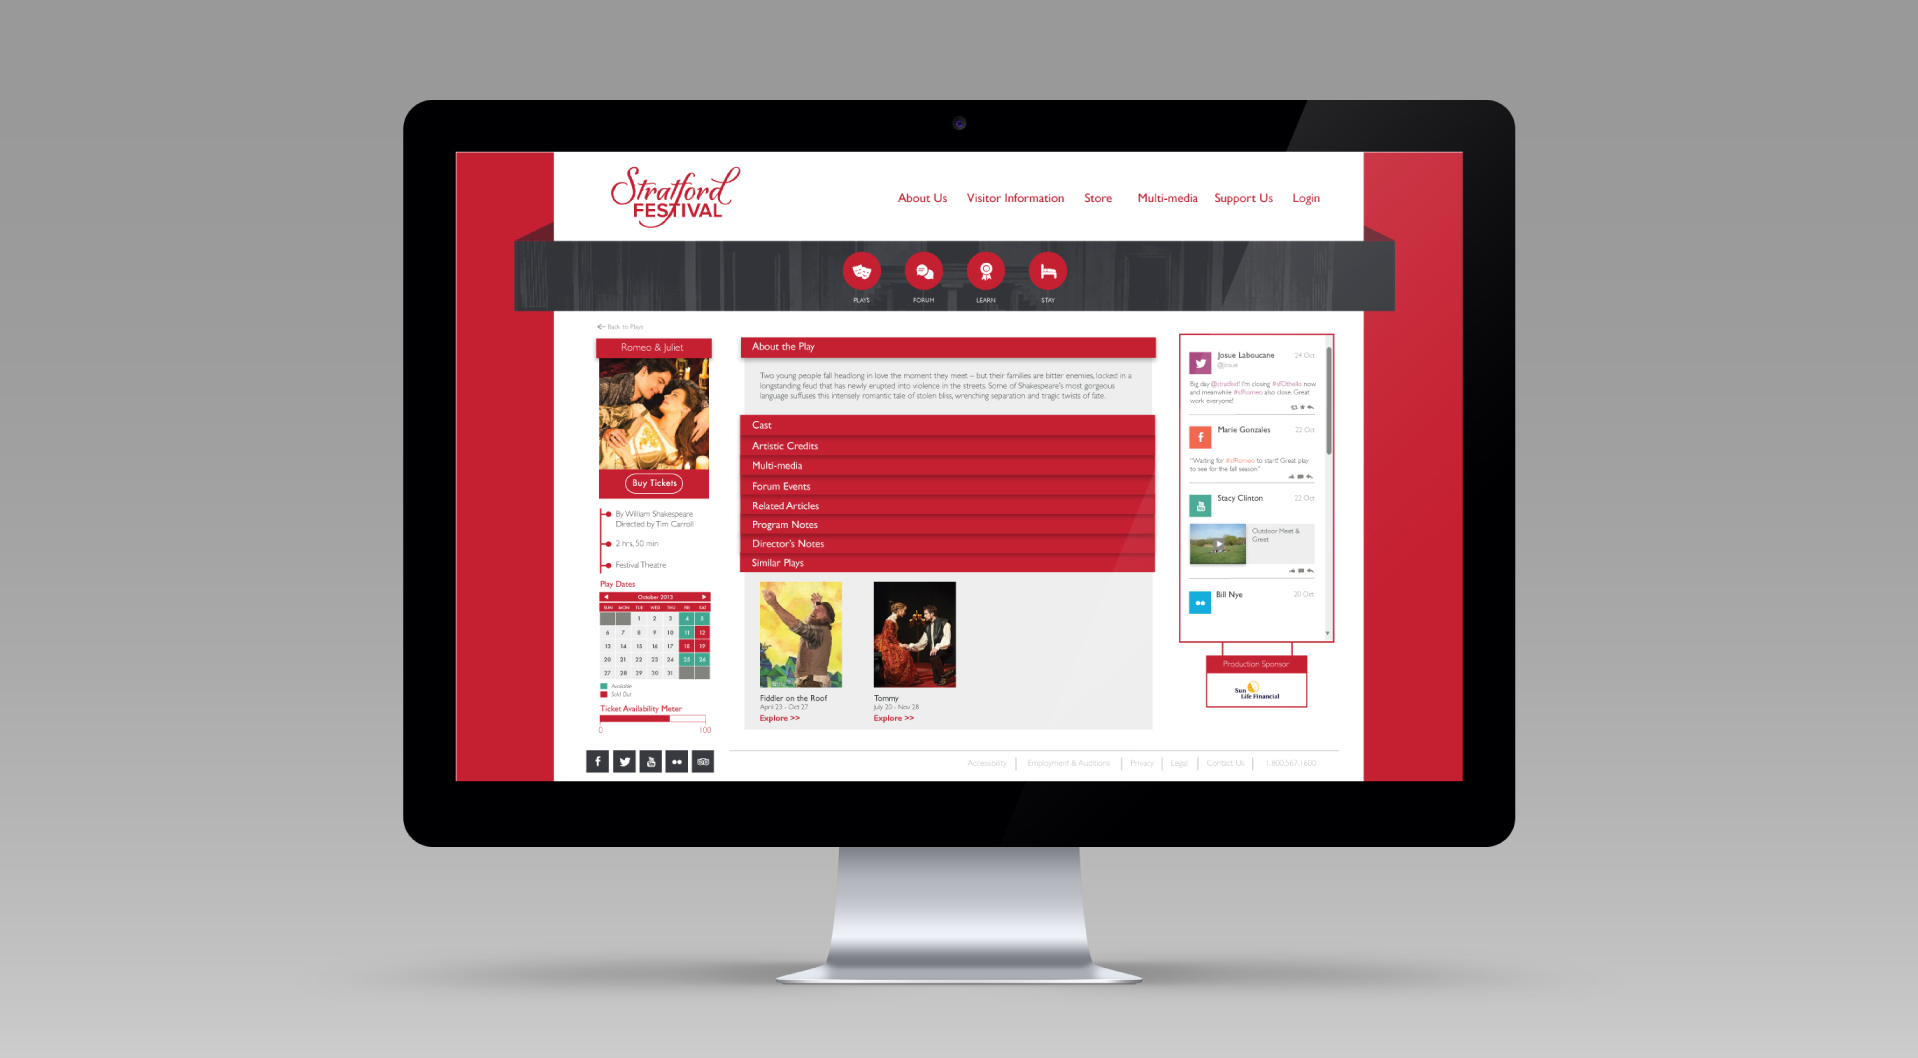 Stratford
FESTIVAL
About Us
Visitor Information
Store
Multi-media
Support Us
Login
PLAYS
FORUM
LEARN
STAY
Back to Plays
Romeo & Juliet
Buy Tickets
By William Shakespeare
Directed by Tim Carroll
2 hrs, 50 min
Festival Theatre
Play Dates
October 2013
SUN MON TUE WED THU FRI SAT
1 2 3 4 5
6 7 8 9 10 11 12
13 14 15 16 17 18 19
20 21 22 23 24 25 26
27 28 29 30 31
Available
Sold Out
Ticket Availability Meter
0 100
About the Play
Two young people fall headlong in love the moment they meet – but their families are bitter enemies, locked in a
longstanding feud that has newly erupted into violence in the streets. Some of Shakespeare's most gorgeous
language suffuses this intensely romantic tale of stolen bliss, wrenching separation and tragic twists of fate.
Cast
Artistic Credits
Multi-media
Forum Events
Related Articles
Program Notes
Director's Notes
Similar Plays
Fiddler on the Roof
April 23 - Oct 27
Explore >>
Tommy
July 20 - Nov 28
Explore >>
Josue Laboucane 24 Oct
@josue
Big day @stratfest! I'm closing #sfOthello now
and meanwhile #sfRomeo also close. Great
work everyone!
Marie Gonzales 22 Oct
"Waiting for #sfRomeo to start! Great play
to see for the fall season"
Stacy Clinton 22 Oct
Outdoor Meet &
Greet
Bill Nye 20 Oct
Production Sponsor
Sun
Life Financial
Accessibility | Employment & Auditions | Privacy | Legal | Contact Us | 1.800.567.1600